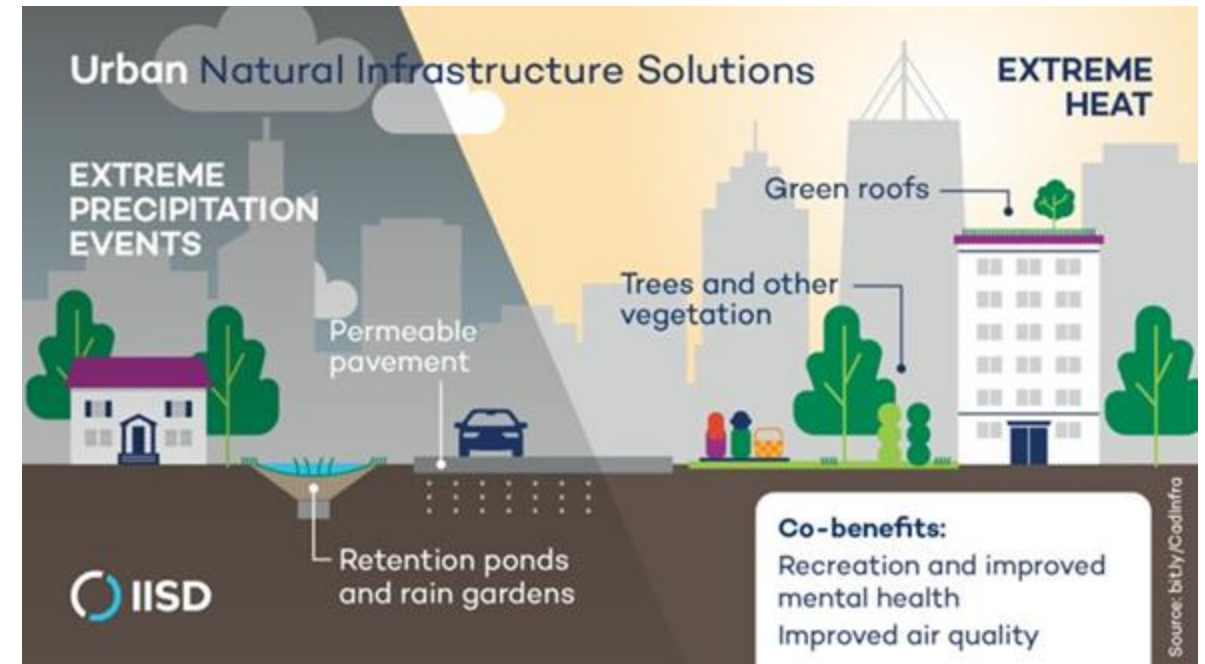 Urban Natural Infrastructure Solutions
EXTREME
PRECIPITATION
EVENTS
EXTREME
HEAT
Green roofs
Trees and other
vegetation
Permeable
pavement
Retention ponds
and rain gardens
IISD
Co-benefits:
Recreation and improved
mental health
Improved air quality
Source: bit.ly/CadInfra